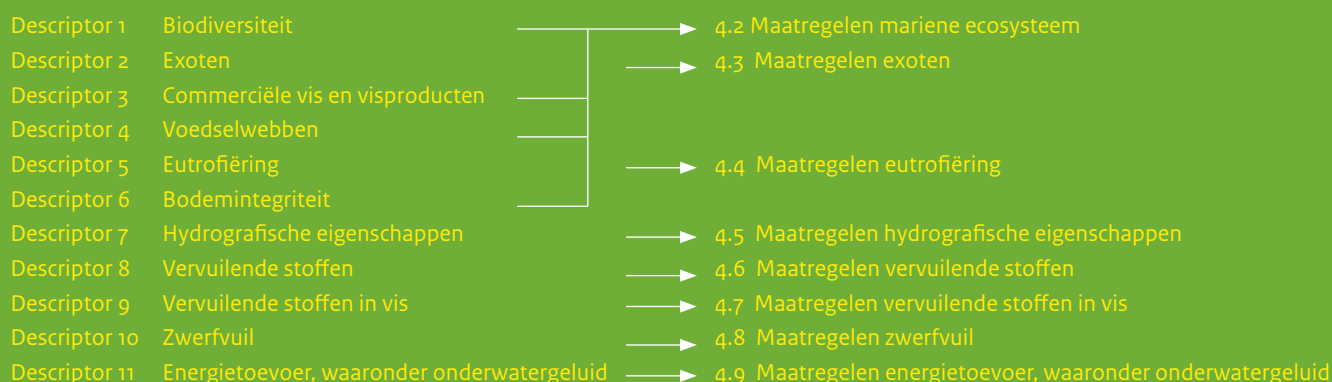 Descriptor 1 Biodiversiteit 4.2 Maatregelen mariene ecosysteem
Descriptor 2 Exoten 4.3 Maatregelen exoten
Descriptor 3 Commerciële vis en visproducten
Descriptor 4 Voedselwebben
Descriptor 5 Eutrofiëring 4.4 Maatregelen eutrofiëring
Descriptor 6 Bodemintegriteit
Descriptor 7 Hydrografische eigenschappen 4.5 Maatregelen hydrografische eigenschappen
Descriptor 8 Vervuilende stoffen 4.6 Maatregelen vervuilende stoffen
Descriptor 9 Vervuilende stoffen in vis 4.7 Maatregelen vervuilende stoffen in vis
Descriptor 10 Zwerfvuil 4.8 Maatregelen zwerfvuil
Descriptor 11 Energietoevoer, waaronder onderwatergeluid 4.9 Maatregelen energietoevoer, waaronder onderwatergeluid